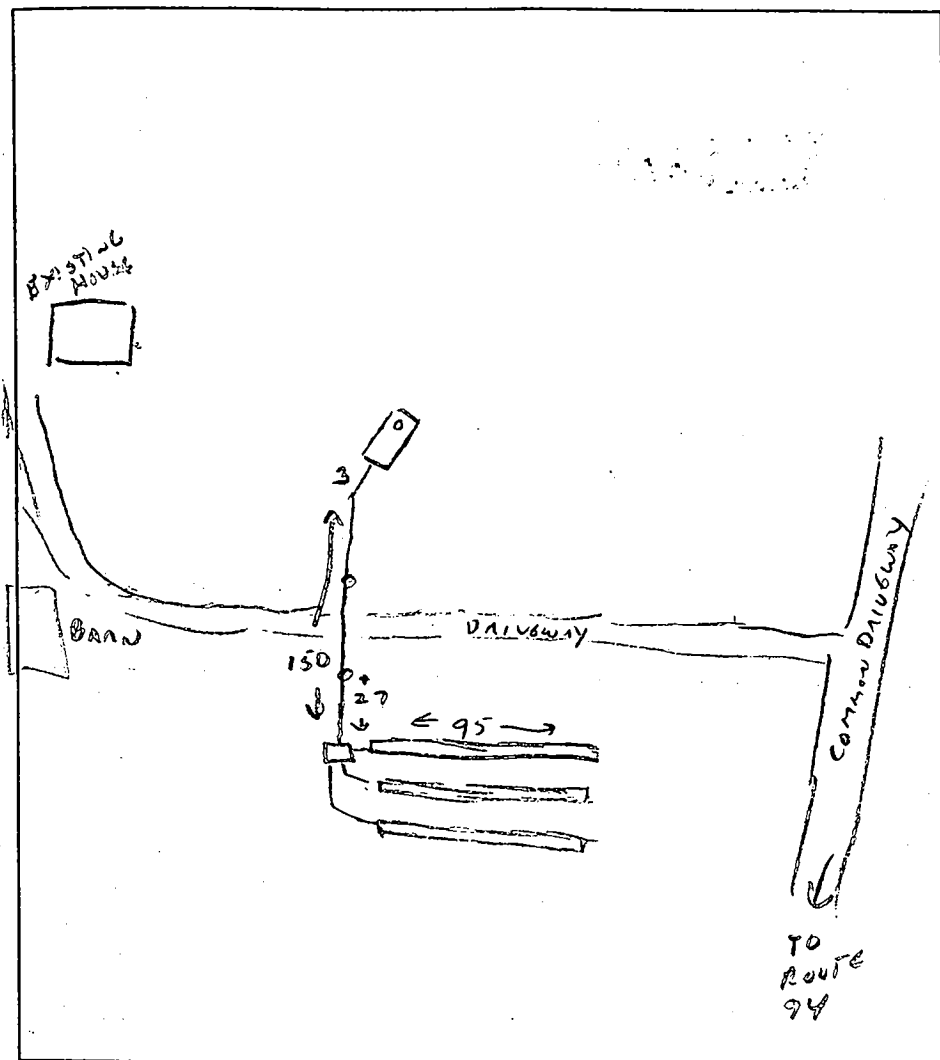 EXISTING
HOUSE
3
BARN
DRIVEWAY
150
27
← 95 →
COMMON DRIVEWAY
TO
ROUTE
94